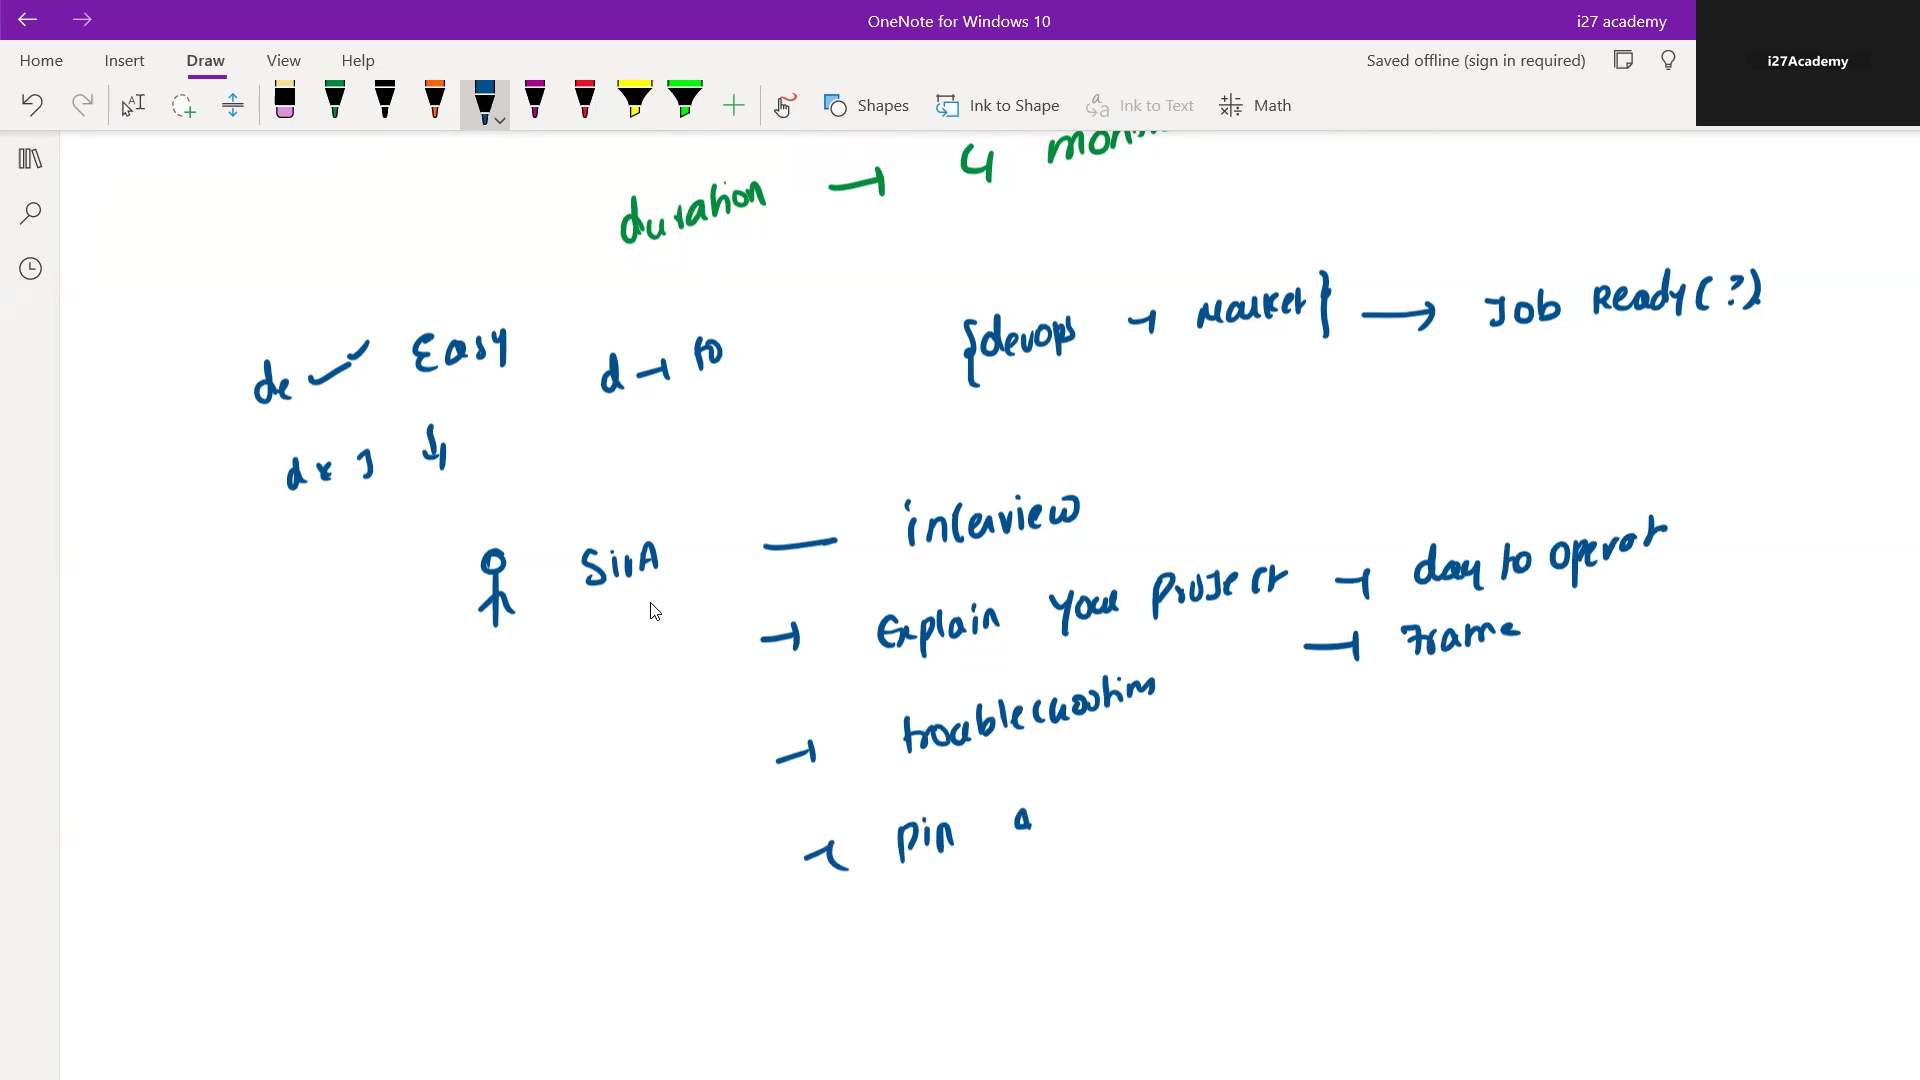 OneNote for Windows 10
i27 academy
i27Academy
Home Insert Draw View Help
Saved offline (sign in required)
Shapes Ink to Shape Ink to Text Math
duration → 4
{devops → Market} → Job Ready(?)
de ✓ Easy
d → to
SiiA — interview
→ Explain your Project → day to operat
→ Frame
→
Pin a